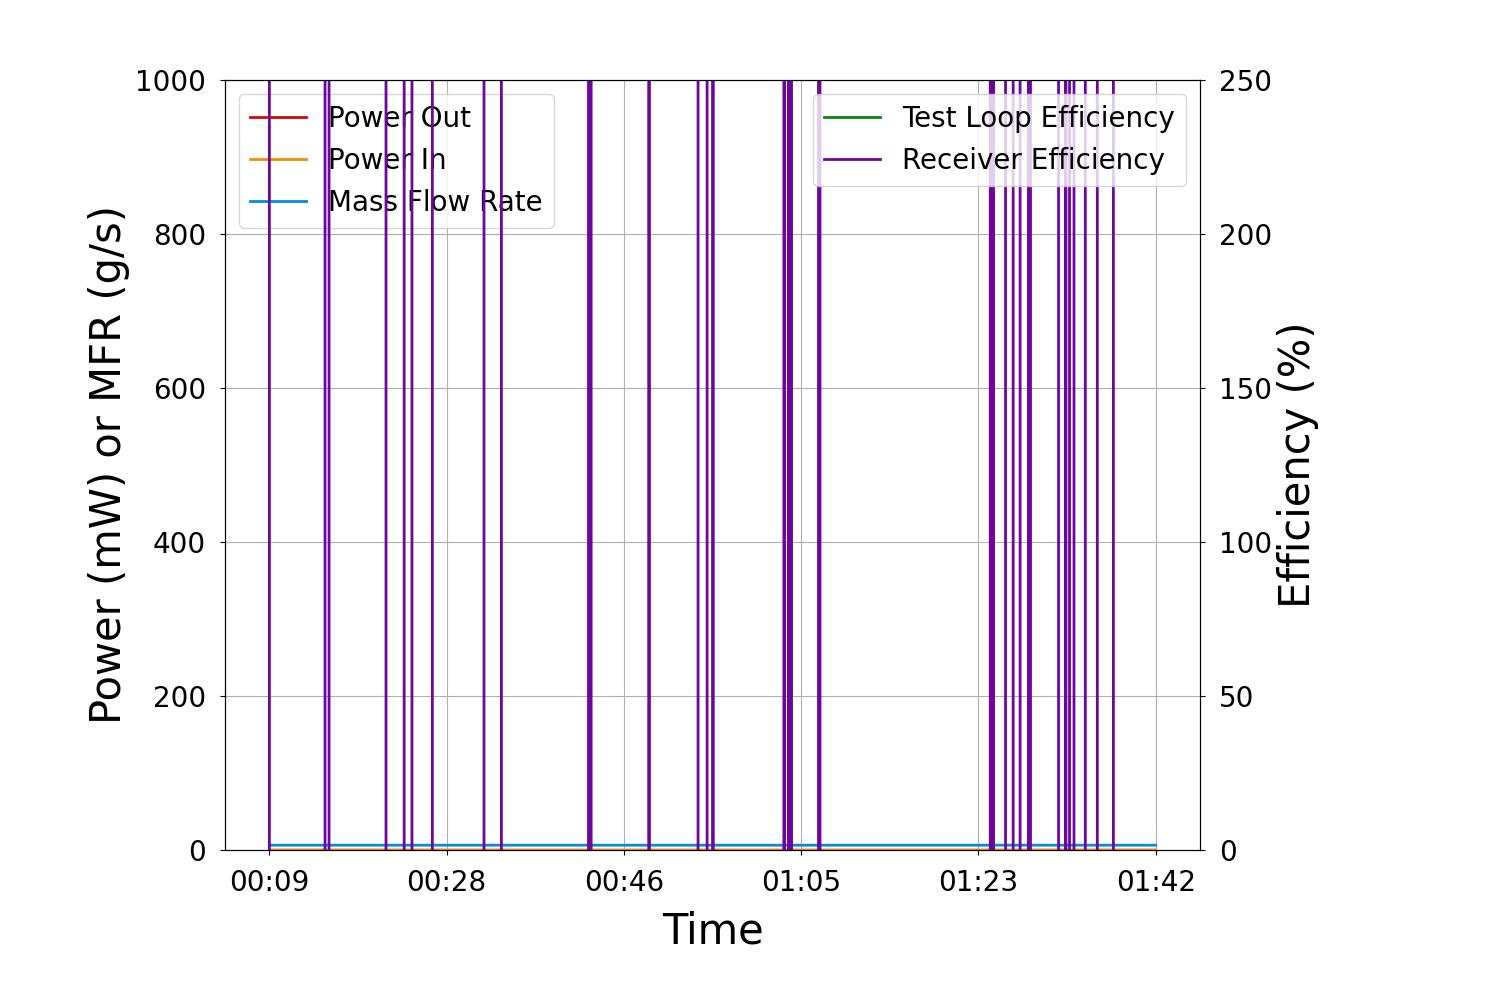 1000
800
600
400
200
0
Power (mW) or MFR (g/s)
Power Out
Power In
Mass Flow Rate
Test Loop Efficiency
Receiver Efficiency
250
200
150
100
50
0
Efficiency (%)
00:09 00:28 00:46 01:05 01:23 01:42
Time